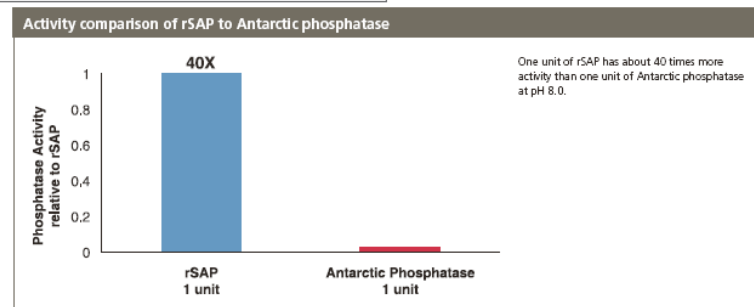 Activity comparison of rSAP to Antarctic phosphatase
40X
One unit of rSAP has about 40 times more
activity than one unit of Antarctic phosphatase
at pH 8.0.
Phosphatase Activity
relative to rSAP
1
0.8
0.6
0.4
0.2
0
rSAP
1 unit
Antarctic Phosphatase
1 unit